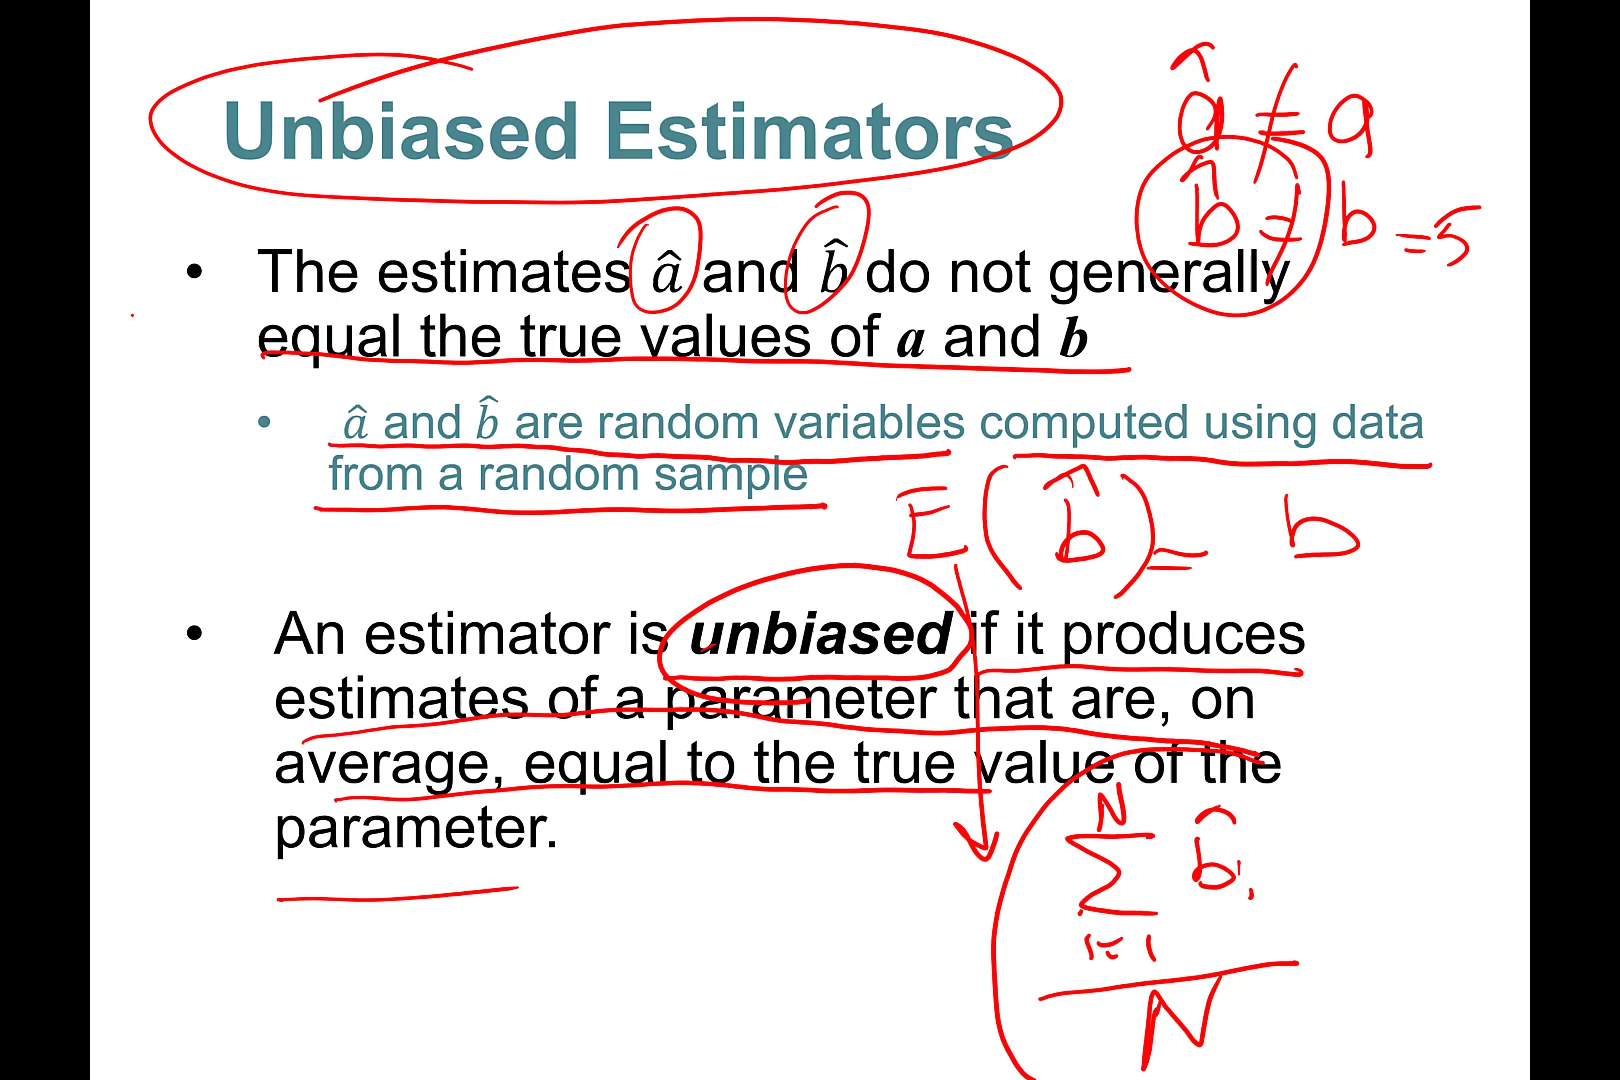 Unbiased Estimators
â ≠ a
b̂ ≠ b = 5
• The estimates â and b̂ do not generally
equal the true values of a and b
• â and b̂ are random variables computed using data
from a random sample
E(b̂) = b
• An estimator is unbiased if it produces
estimates of a parameter that are, on
average, equal to the true value of the
parameter.
N
∑ b̂ᵢ
i=1
N